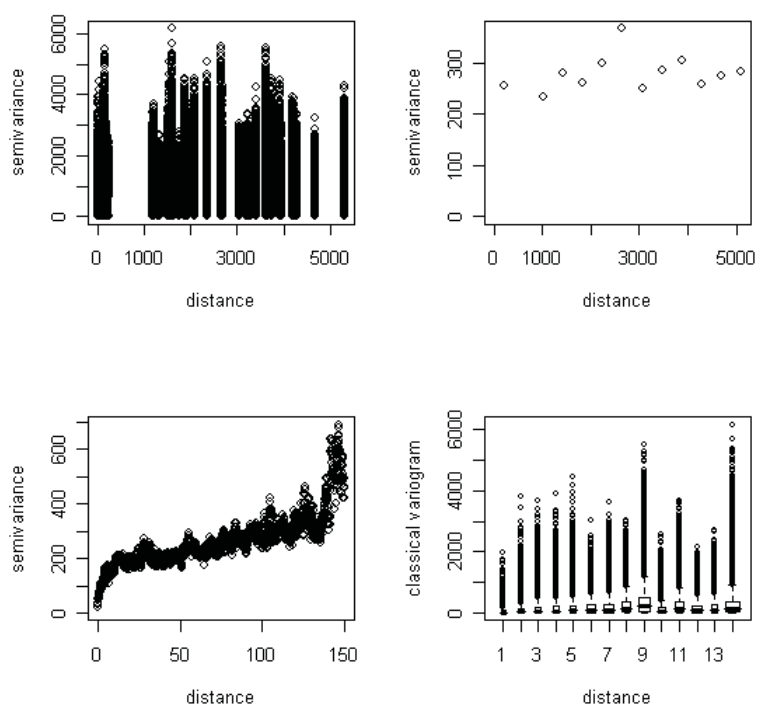 semivariance
0 2000 4000 6000
0 1000 3000 5000
distance
semivariance
0 100 200 300
0 1000 3000 5000
distance
semivariance
0 200 400 600
0 50 100 150
distance
classical variogram
0 2000 4000 6000
1 3 5 7 9 11 13
distance